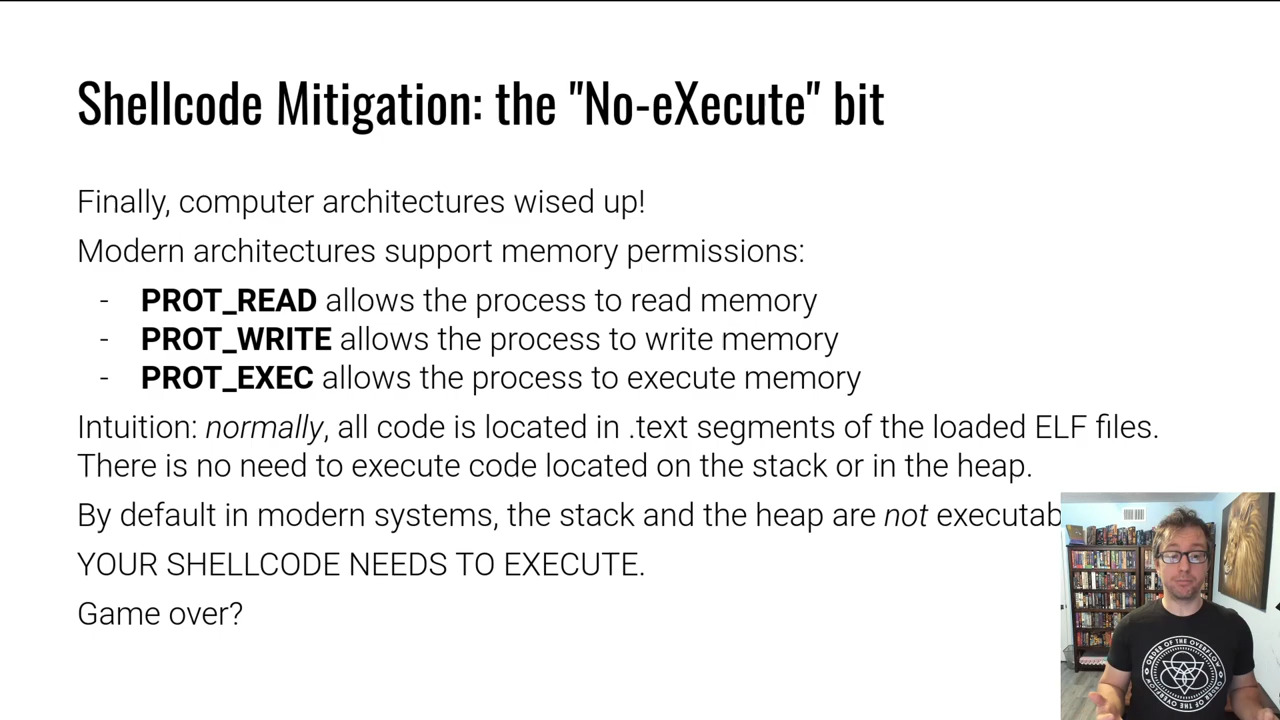 Shellcode Mitigation: the "No-eXecute" bit
Finally, computer architectures wised up!
Modern architectures support memory permissions:
- PROT_READ allows the process to read memory
- PROT_WRITE allows the process to write memory
- PROT_EXEC allows the process to execute memory
Intuition: normally, all code is located in .text segments of the loaded ELF files.
There is no need to execute code located on the stack or in the heap.
By default in modern systems, the stack and the heap are not executab
YOUR SHELLCODE NEEDS TO EXECUTE.
Game over?
ORDER OF THE OVERFLOW